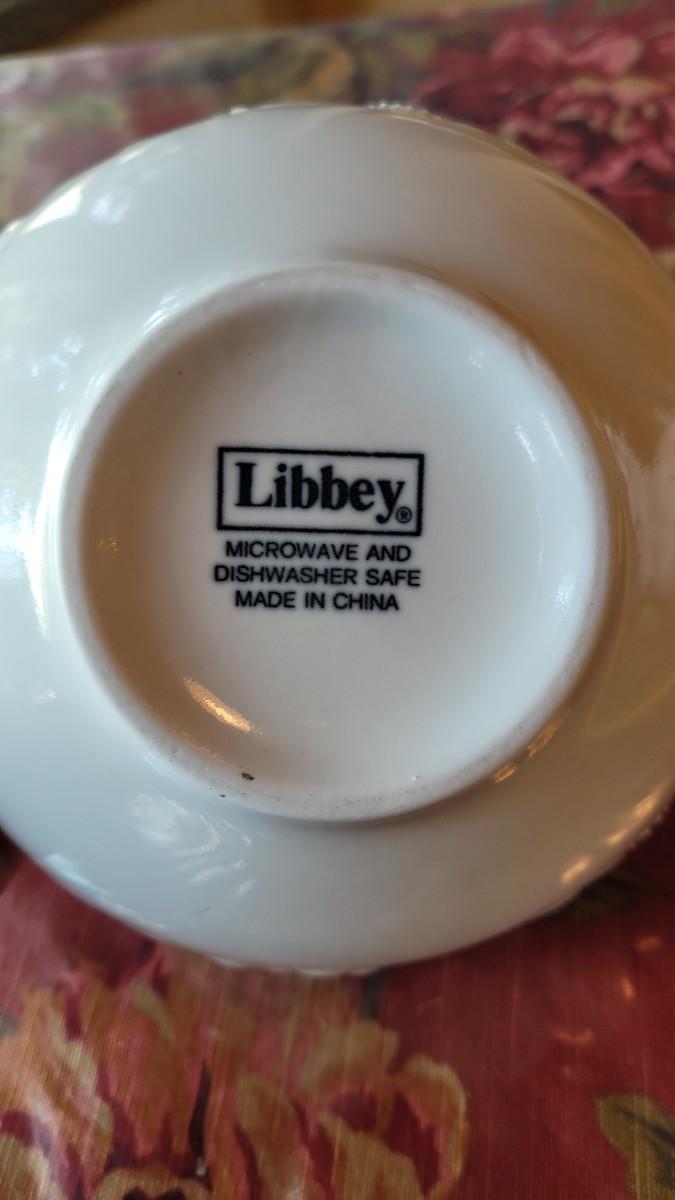 Libbey®
MICROWAVE AND
DISHWASHER SAFE
MADE IN CHINA